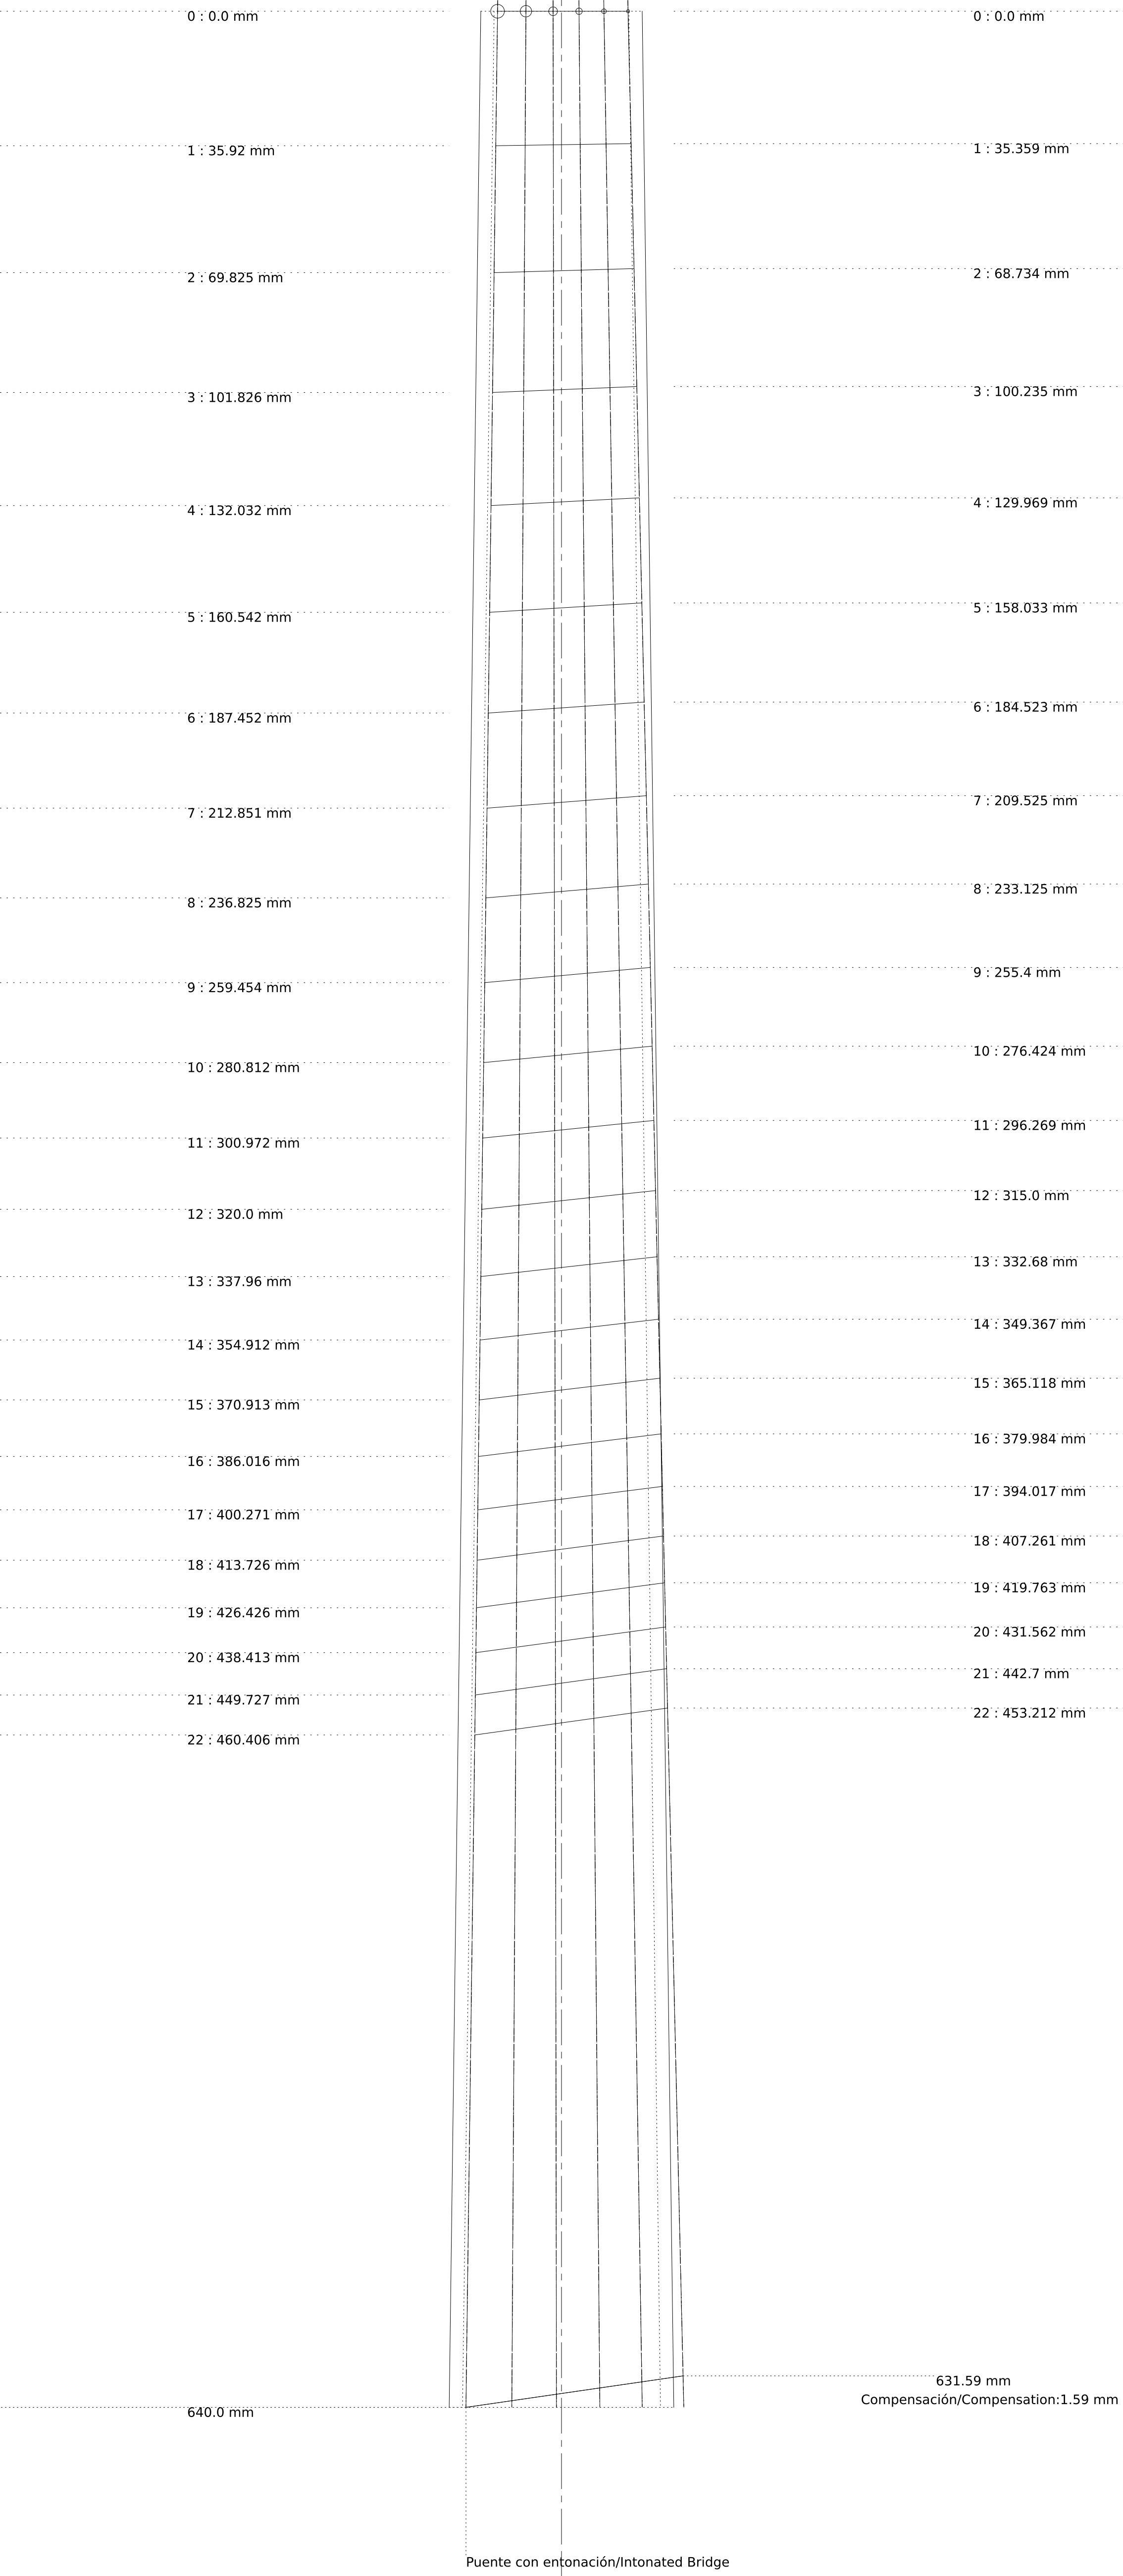 0 : 0.0 mm
0 : 0.0 mm
1 : 35.92 mm
1 : 35.359 mm
2 : 69.825 mm
2 : 68.734 mm
3 : 101.826 mm
3 : 100.235 mm
4 : 132.032 mm
4 : 129.969 mm
5 : 160.542 mm
5 : 158.033 mm
6 : 187.452 mm
6 : 184.523 mm
7 : 212.851 mm
7 : 209.525 mm
8 : 236.825 mm
8 : 233.125 mm
9 : 259.454 mm
9 : 255.4 mm
10 : 280.812 mm
10 : 276.424 mm
11 : 300.972 mm
11 : 296.269 mm
12 : 320.0 mm
12 : 315.0 mm
13 : 337.96 mm
13 : 332.68 mm
14 : 354.912 mm
14 : 349.367 mm
15 : 370.913 mm
15 : 365.118 mm
16 : 386.016 mm
16 : 379.984 mm
17 : 400.271 mm
17 : 394.017 mm
18 : 413.726 mm
18 : 407.261 mm
19 : 426.426 mm
19 : 419.763 mm
20 : 438.413 mm
20 : 431.562 mm
21 : 449.727 mm
21 : 442.7 mm
22 : 460.406 mm
22 : 453.212 mm
631.59 mm
Compensación/Compensation:1.59 mm
640.0 mm
Puente con entonación/Intonated Bridge